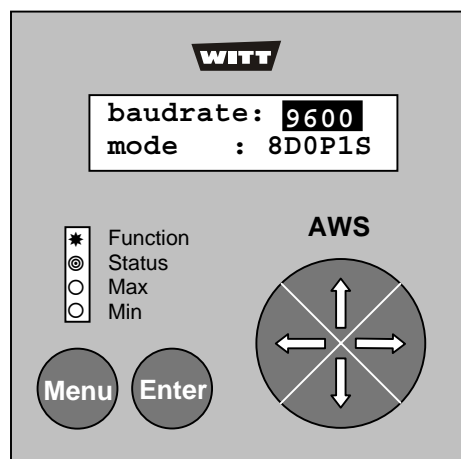 WITT
baudrate: 9600
mode : 8D0P1S
Function
Status
Max
Min
AWS
Menu
Enter